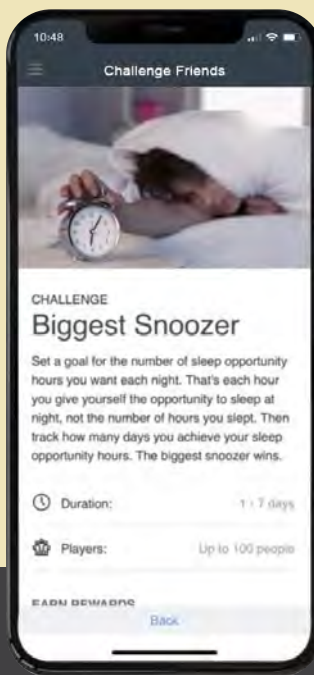 10:48
Challenge Friends
CHALLENGE
Biggest Snoozer
Set a goal for the number of sleep opportunity
hours you want each night. That's each hour
you give yourself the opportunity to sleep at
night, not the number of hours you slept. Then
track how many days you achieve your sleep
opportunity hours. The biggest snoozer wins.
Duration:
days
Players:
Up to 100 people
EARN REWARDS
Back